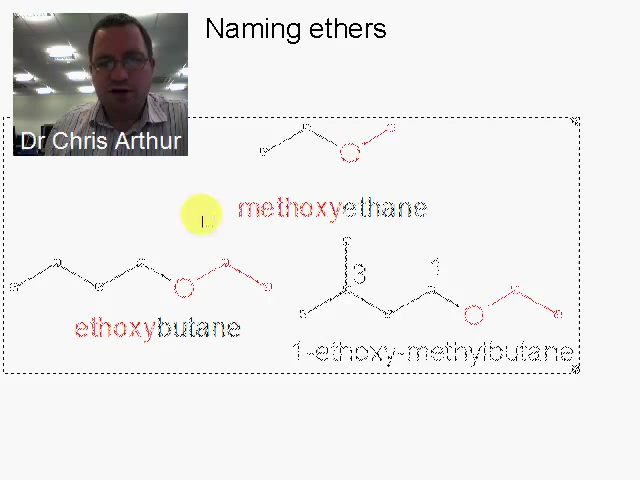 Naming ethers
Dr Chris Arthur
O
methoxyethane
3
1
O
O
ethoxybutane
1-ethoxy-methylbutane